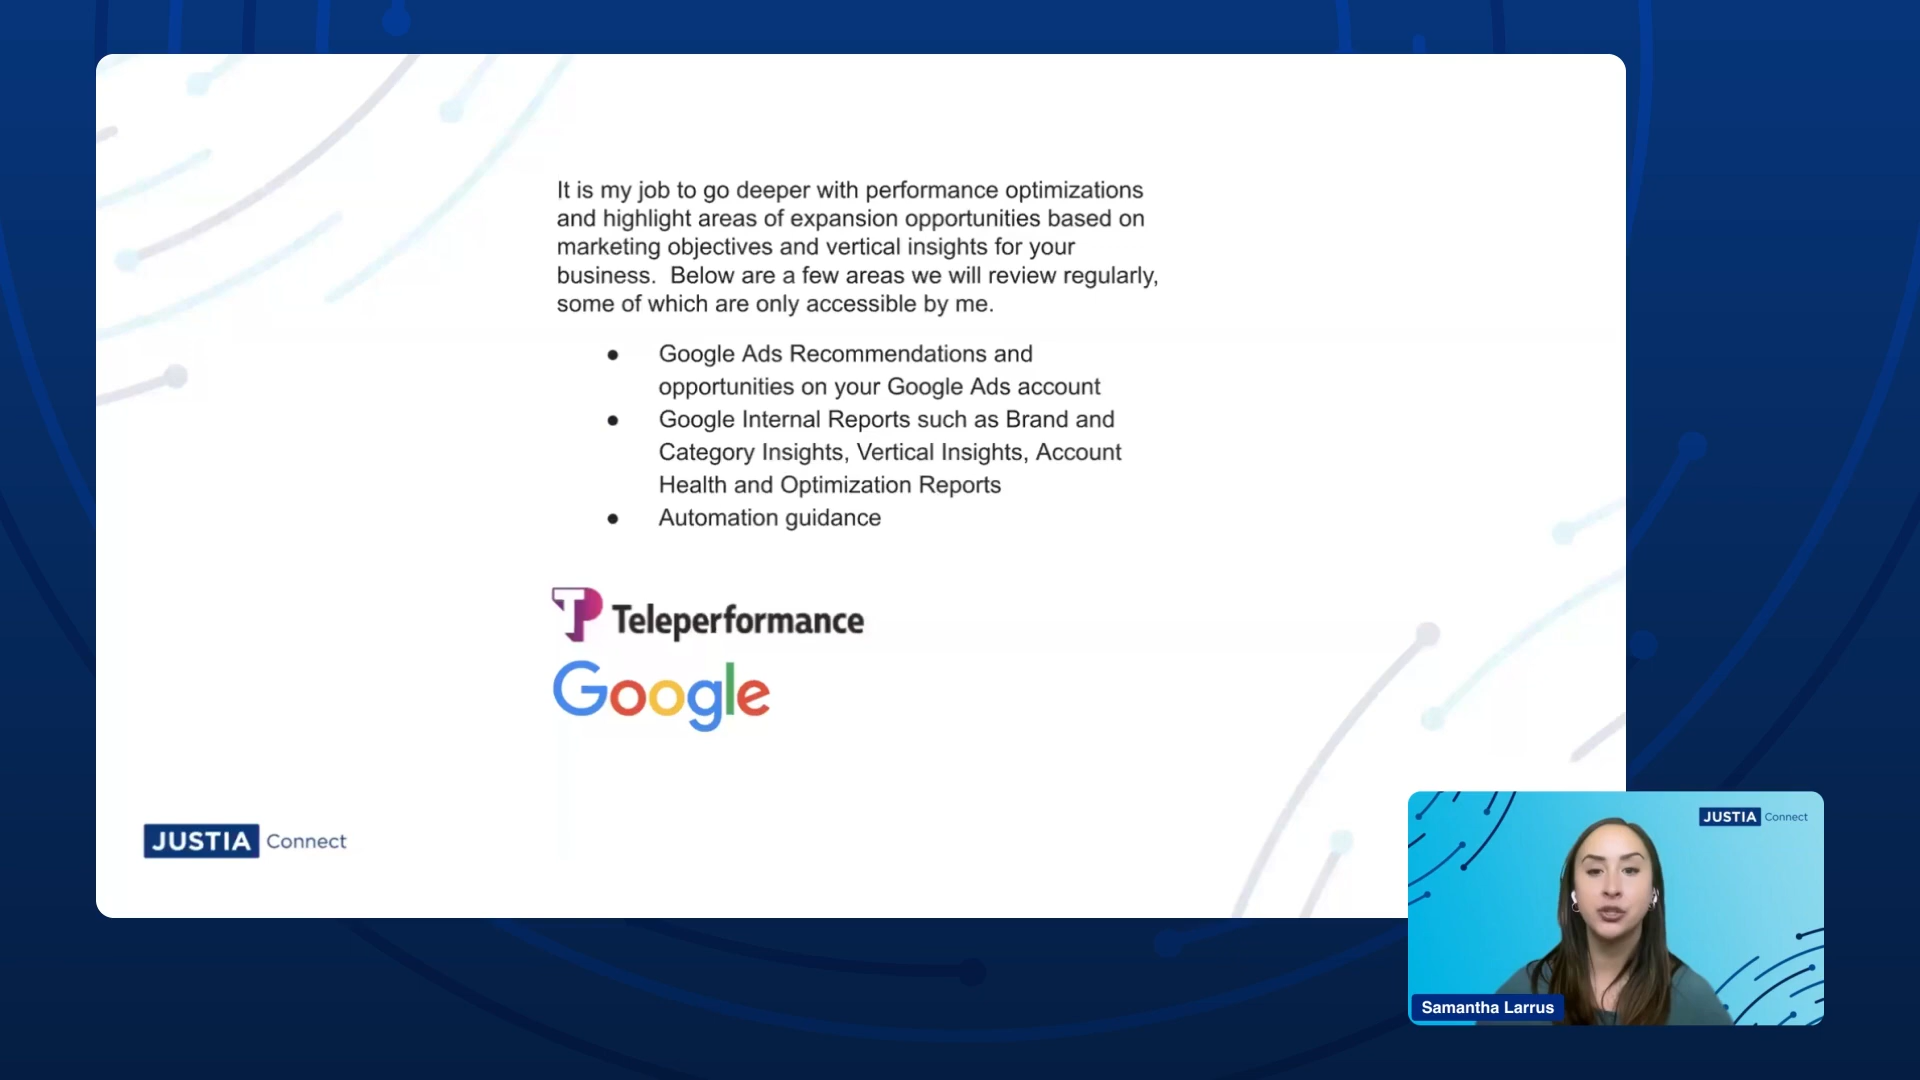 It is my job to go deeper with performance optimizations
and highlight areas of expansion opportunities based on
marketing objectives and vertical insights for your
business.  Below are a few areas we will review regularly,
some of which are only accessible by me.
● Google Ads Recommendations and
opportunities on your Google Ads account
● Google Internal Reports such as Brand and
Category Insights, Vertical Insights, Account
Health and Optimization Reports
● Automation guidance
TP Teleperformance
Google
JUSTIA Connect
JUSTIA Connect
Samantha Larrus